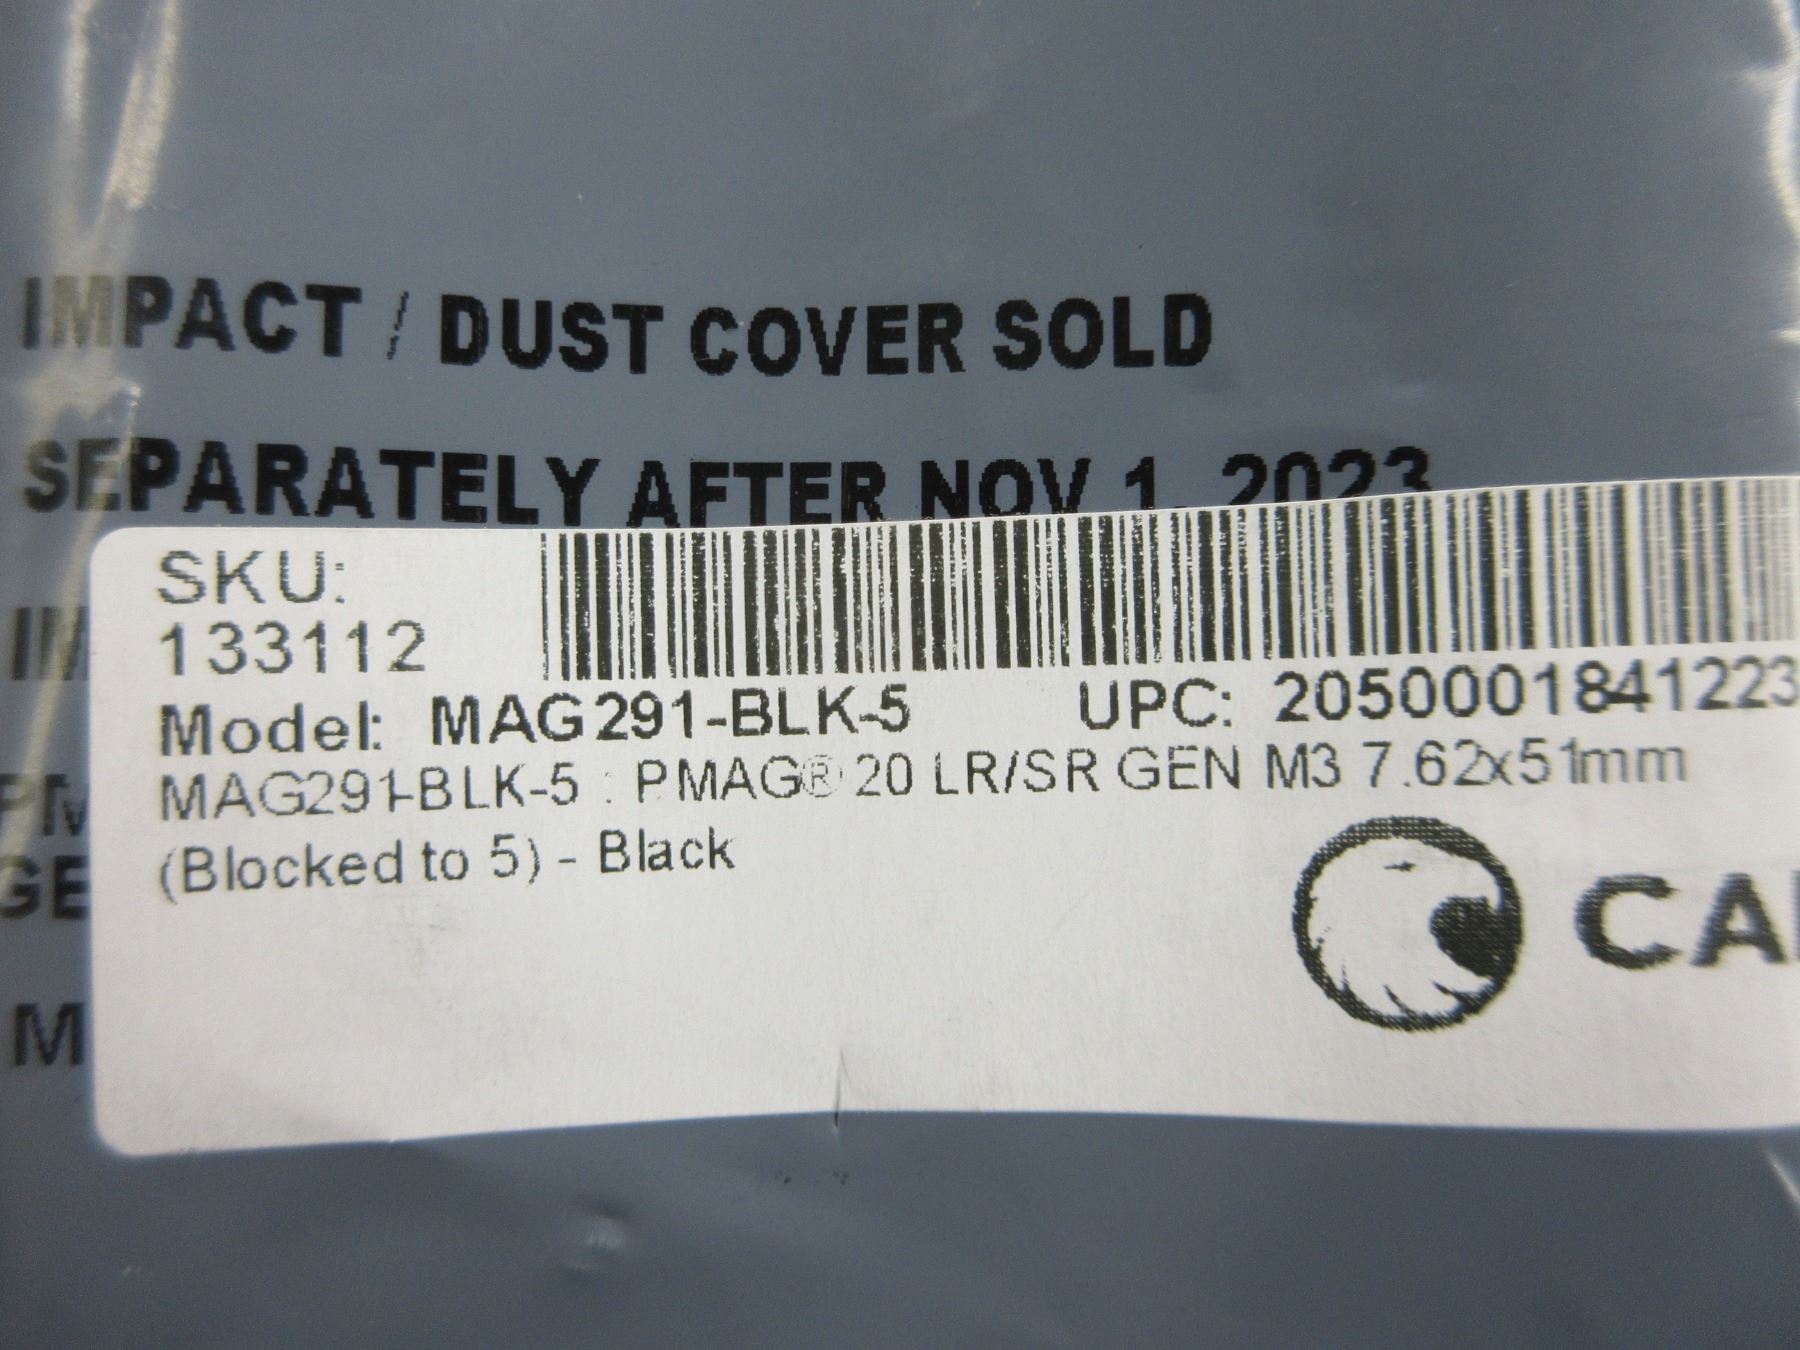 IMPACT / DUST COVER SOLD
SEPARATELY AFTER NOV 1, 2023
SKU:
133112
Model: MAG291-BLK-5 UPC: 2050001841223
MAG291-BLK-5 : PMAG® 20 LR/SR GEN M3 7.62x51mm
(Blocked to 5) - Black